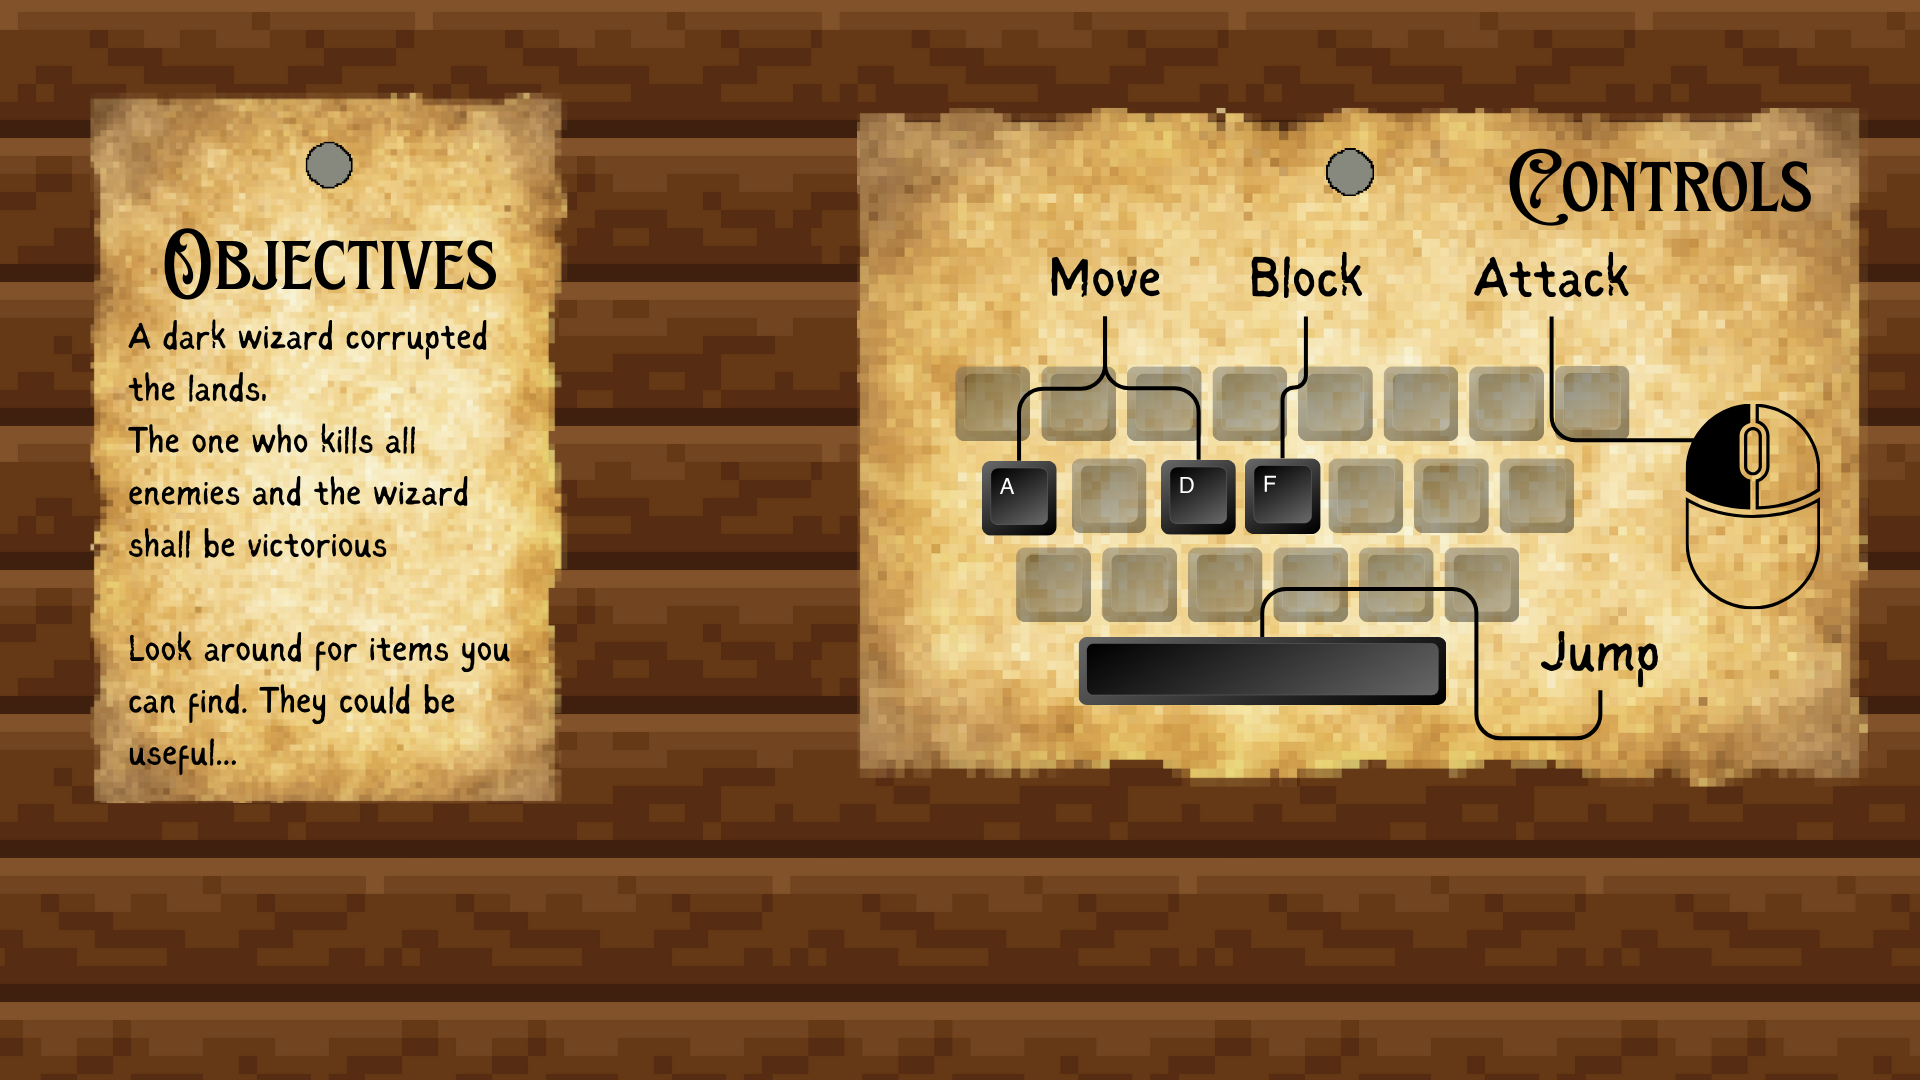 Objectives
A dark wizard corrupted
the lands.
The one who kills all
enemies and the wizard
shall be victorious
Look around for items you
can find. They could be
useful...
Controls
Move Block Attack
A D F
Jump